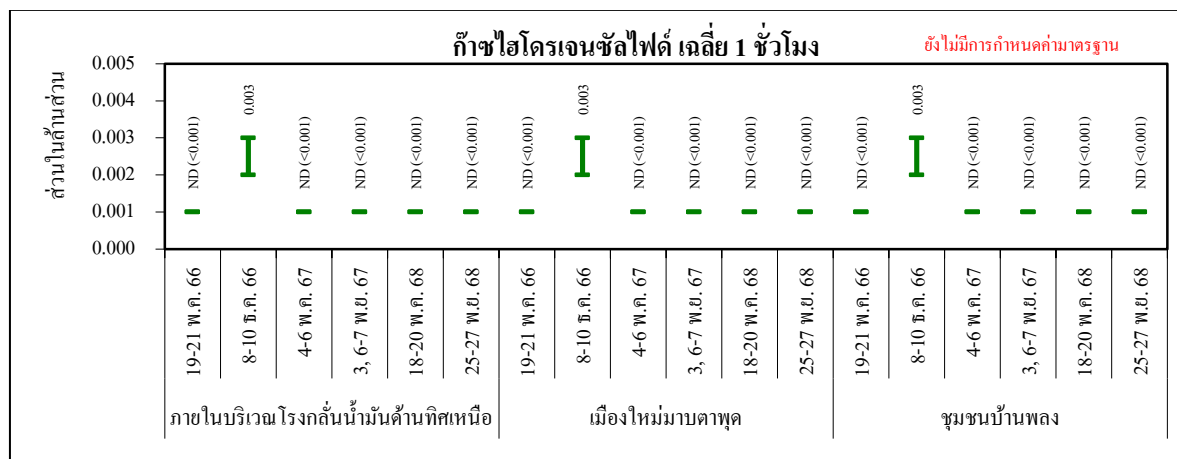 ก๊าซไฮโดรเจนซัลไฟด์ เฉลี่ย 1 ชั่วโมง
ยังไม่มีการกำหนดค่ามาตรฐาน
ส่วนในล้านส่วน
0.005
0.004
0.003
0.002
0.001
0.000
ND (<0.001)
0.003
ND (<0.001)
ND (<0.001)
ND (<0.001)
ND (<0.001)
ND (<0.001)
0.003
ND (<0.001)
ND (<0.001)
ND (<0.001)
ND (<0.001)
ND (<0.001)
0.003
ND (<0.001)
ND (<0.001)
ND (<0.001)
ND (<0.001)
19-21 พ.ค. 66
8-10 ธ.ค. 66
4-6 พ.ค. 67
3, 6-7 พ.ย. 67
18-20 พ.ค. 68
25-27 พ.ย. 68
19-21 พ.ค. 66
8-10 ธ.ค. 66
4-6 พ.ค. 67
3, 6-7 พ.ย. 67
18-20 พ.ค. 68
25-27 พ.ย. 68
19-21 พ.ค. 66
8-10 ธ.ค. 66
4-6 พ.ค. 67
3, 6-7 พ.ย. 67
18-20 พ.ค. 68
25-27 พ.ย. 68
ภายในบริเวณโรงกลั่นน้ำมันด้านทิศเหนือ
เมืองใหม่มาบตาพุด
ชุมชนบ้านพลง